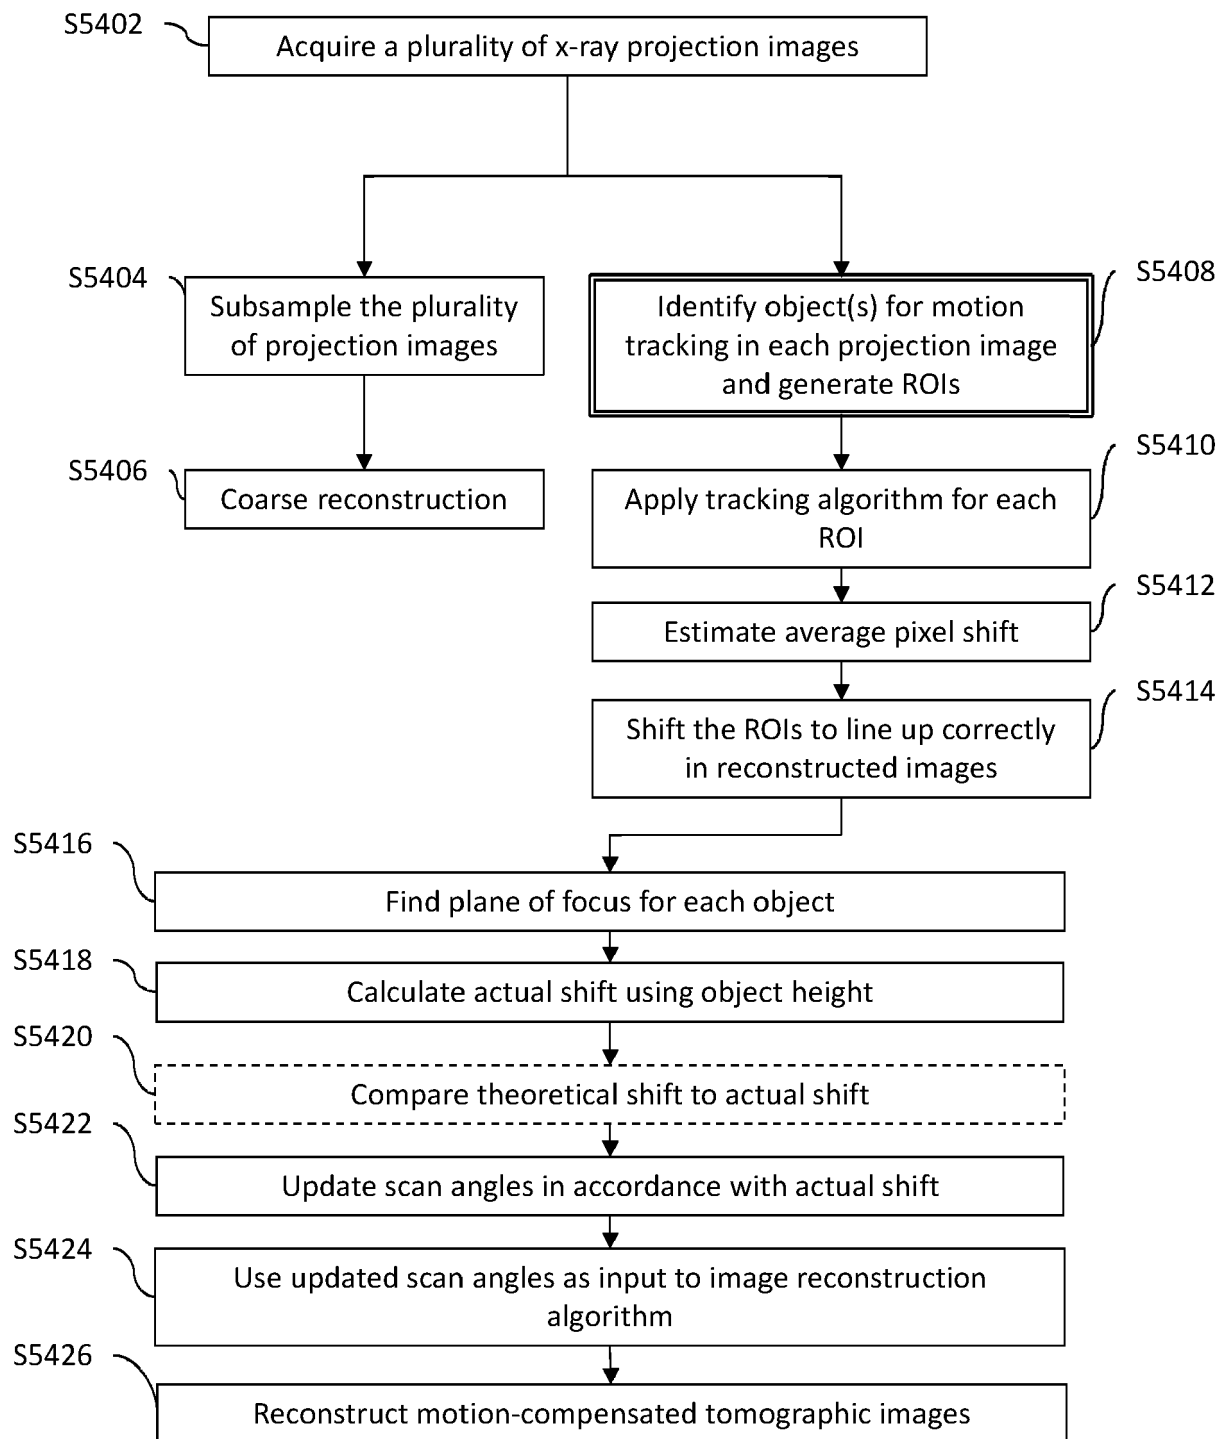 S5402
Acquire a plurality of x-ray projection images
S5404
Subsample the plurality
of projection images
S5406
Coarse reconstruction
S5408
Identify object(s) for motion
tracking in each projection image
and generate ROIs
S5410
Apply tracking algorithm for each
ROI
S5412
Estimate average pixel shift
S5414
Shift the ROIs to line up correctly
in reconstructed images
S5416
Find plane of focus for each object
S5418
Calculate actual shift using object height
S5420
Compare theoretical shift to actual shift
S5422
Update scan angles in accordance with actual shift
S5424
Use updated scan angles as input to image reconstruction
algorithm
S5426
Reconstruct motion-compensated tomographic images